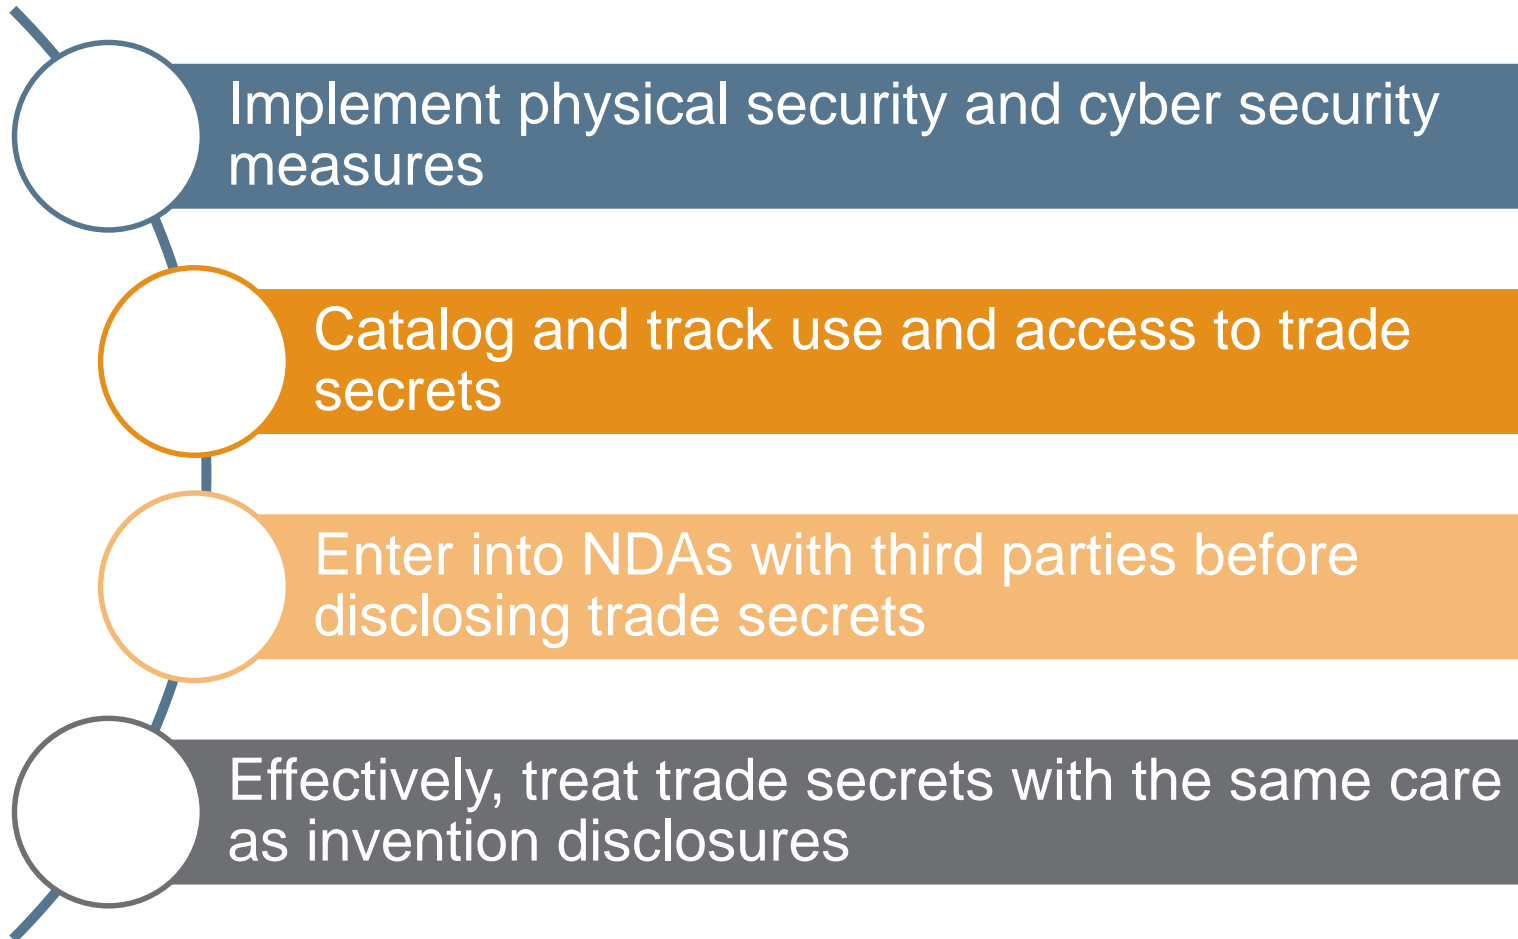 Implement physical security and cyber security
measures
Catalog and track use and access to trade
secrets
Enter into NDAs with third parties before
disclosing trade secrets
Effectively, treat trade secrets with the same care
as invention disclosures